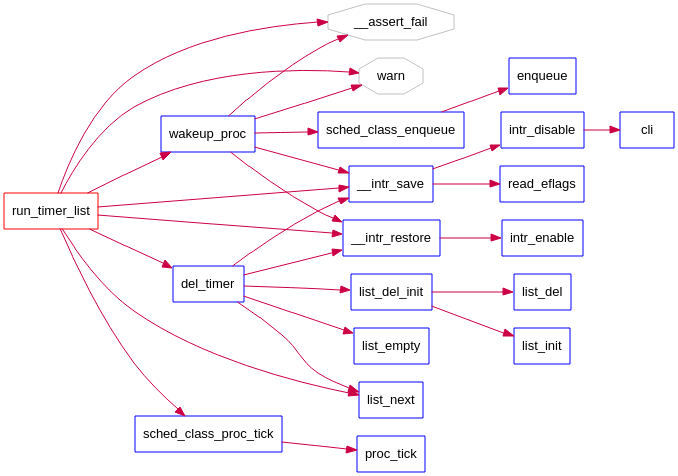 __assert_fail
warn
enqueue
wakeup_proc
sched_class_enqueue
intr_disable
cli
__intr_save
read_eflags
run_timer_list
__intr_restore
intr_enable
del_timer
list_del_init
list_del
list_empty
list_init
list_next
sched_class_proc_tick
proc_tick